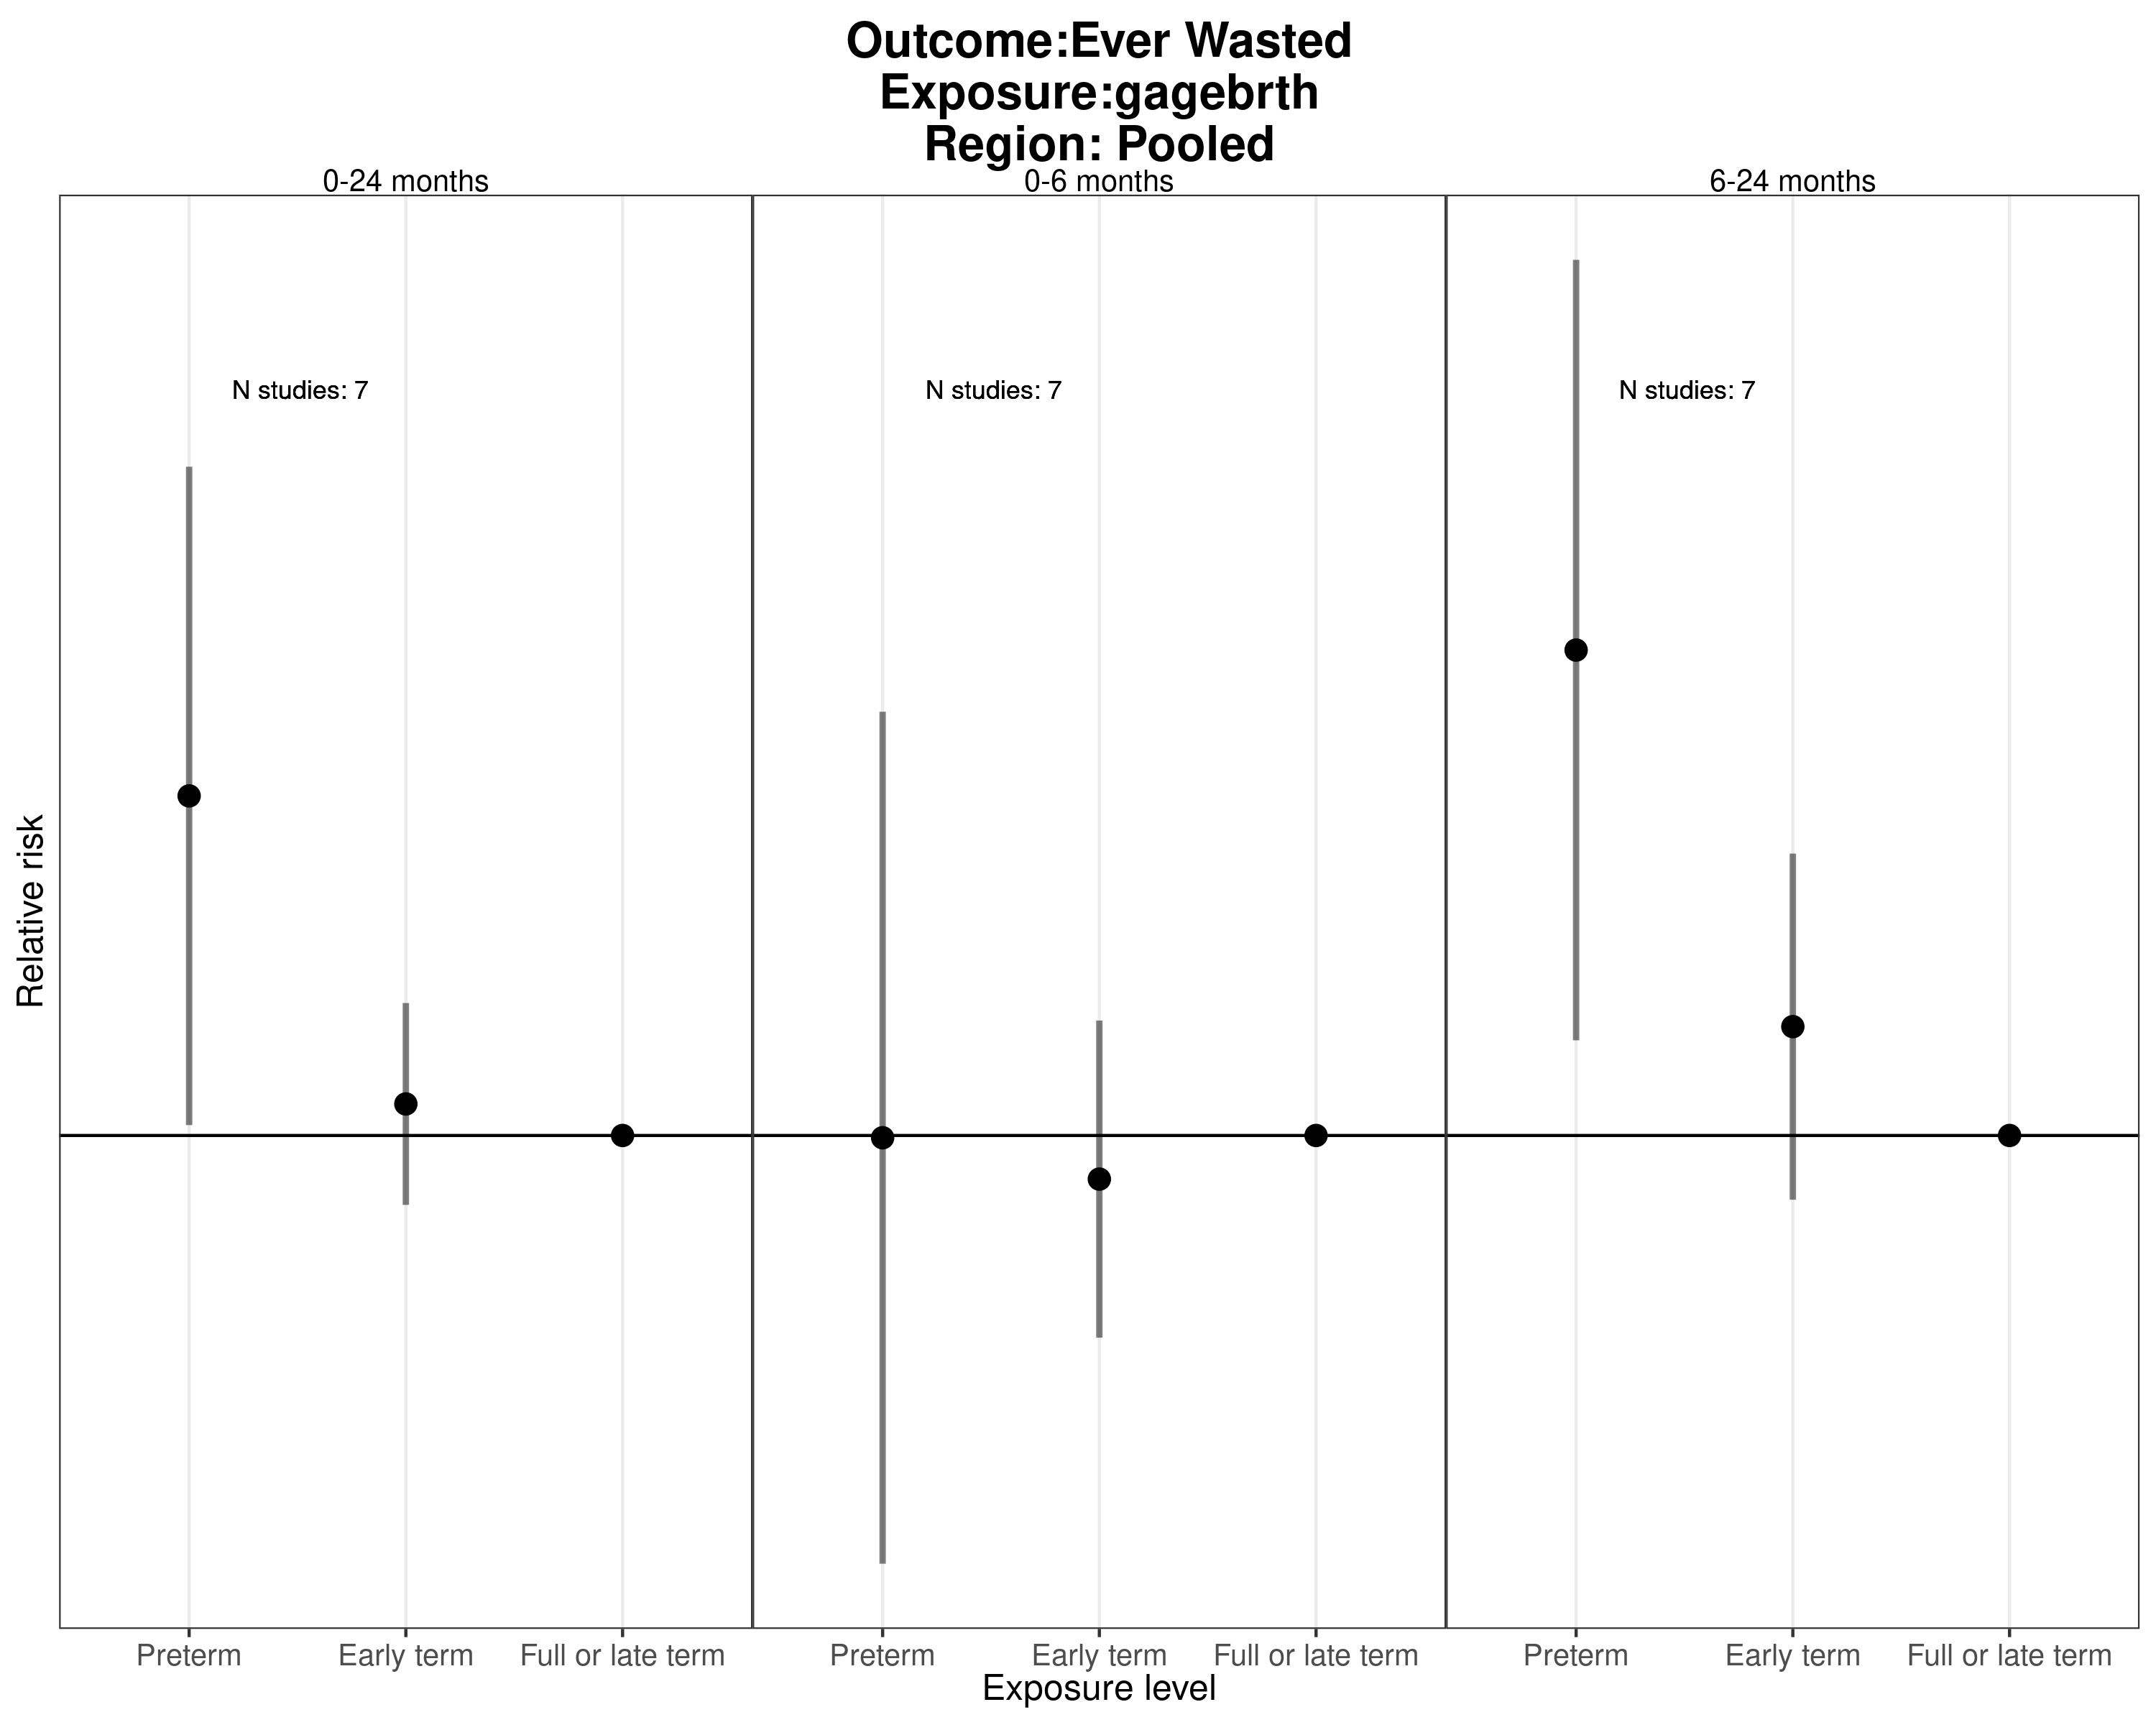 Outcome:Ever Wasted
Exposure:gagebrth
Region: Pooled
0-24 months
0-6 months
6-24 months
N studies: 7
N studies: 7
N studies: 7
Relative risk
Preterm
Early term
Full or late term
Preterm
Early term
Full or late term
Preterm
Early term
Full or late term
Exposure level